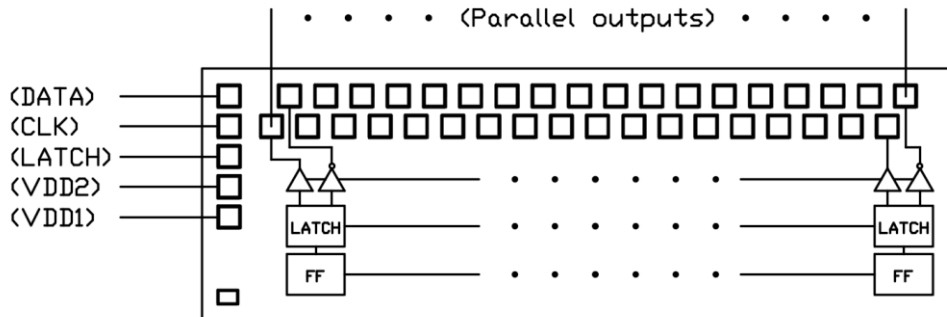 (Parallel outputs)
(DATA)
(CLK)
(LATCH)
(VDD2)
(VDD1)
LATCH LATCH
FF FF